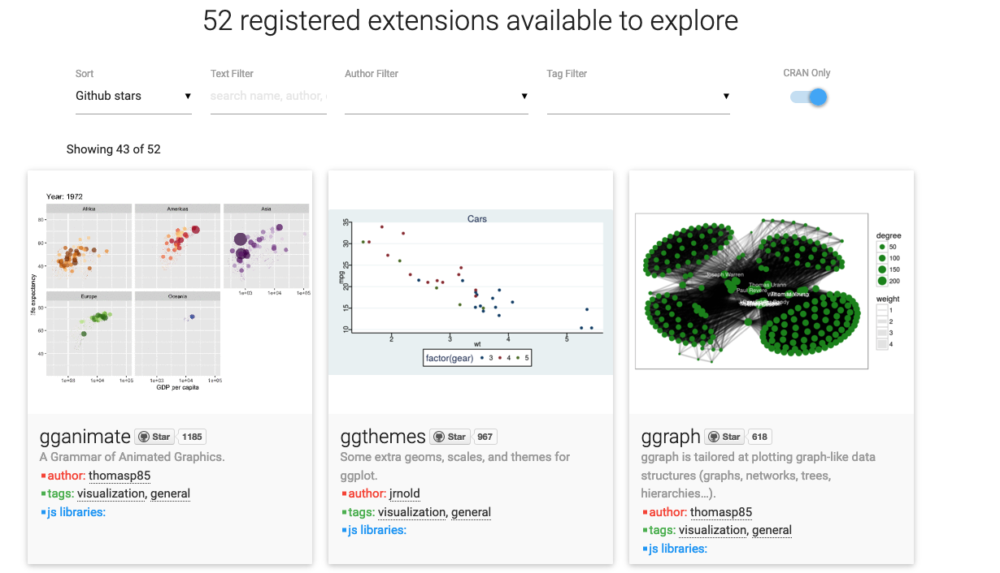 52 registered extensions available to explore
Sort
Text Filter
Author Filter
Tag Filter
CRAN Only
Github stars
search name, author,
Showing 43 of 52
Year: 1972
Africa
Americas
Asia
80
60
40
1e+03 1e+04 1e+05
life expectancy
Europe
Oceania
80
60
40
1e+03 1e+04 1e+05 1e+03 1e+04 1e+05
GDP per capita
gganimate Star 1185
A Grammar of Animated Graphics.
author: thomasp85
tags: visualization, general
js libraries:
Cars
35
30
25
20
15
10
mpg
2 3 4 5
wt
factor(gear) 3 4 5
ggthemes Star 967
Some extra geoms, scales, and themes for
ggplot.
author: jrnold
tags: visualization, general
js libraries:
Joseph Warren
Thomas Urann
Paul Revere
degree
50
100
150
200
weight
1
2
3
4
ggraph Star 618
ggraph is tailored at plotting graph-like data
structures (graphs, networks, trees,
hierarchies...).
author: thomasp85
tags: visualization, general
js libraries: